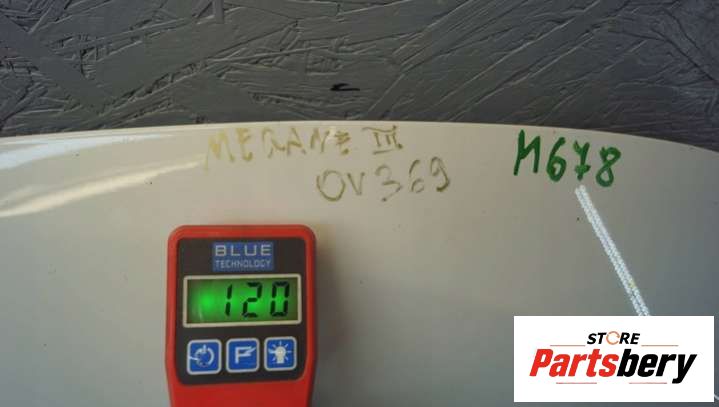 MEGANE III
OV369
M678
BLUE
TECHNOLOGY
120
F
STORE
Partsbery